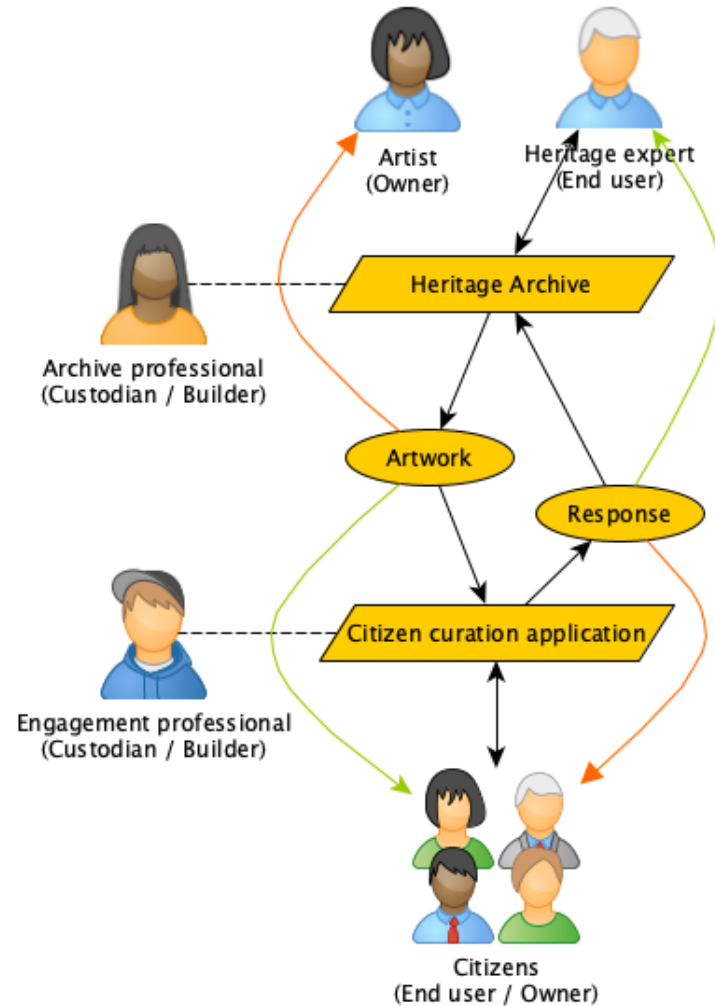 Artist
(Owner)
Heritage expert
(End user)
Heritage Archive
Archive professional
(Custodian / Builder)
Artwork
Response
Citizen curation application
Engagement professional
(Custodian / Builder)
Citizens
(End user / Owner)